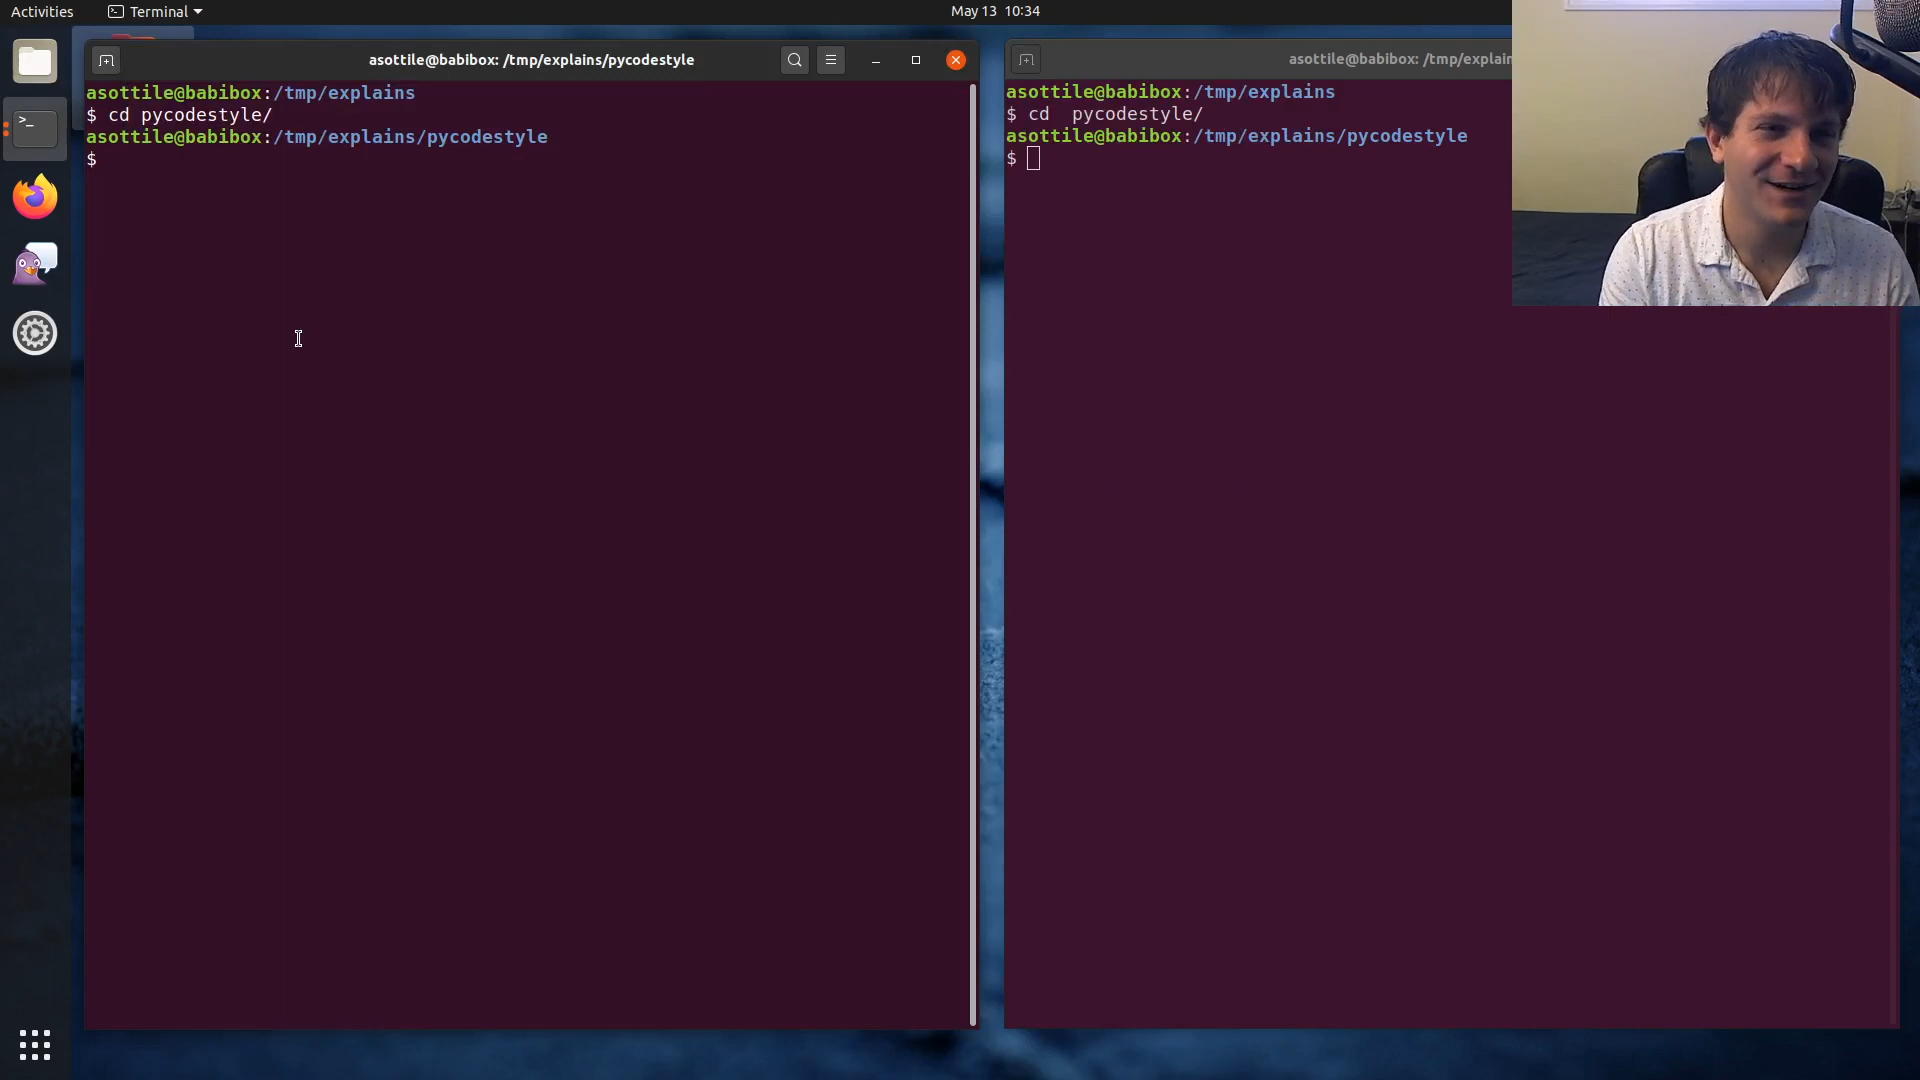 Activities
Terminal
May 13 10:34
asottile@babibox: /tmp/explains/pycodestyle
asottile@babibox:/tmp/explains
$ cd pycodestyle/
asottile@babibox:/tmp/explains/pycodestyle
$
asottile@babibox: /tmp/explain
asottile@babibox:/tmp/explains
$ cd  pycodestyle/
asottile@babibox:/tmp/explains/pycodestyle
$